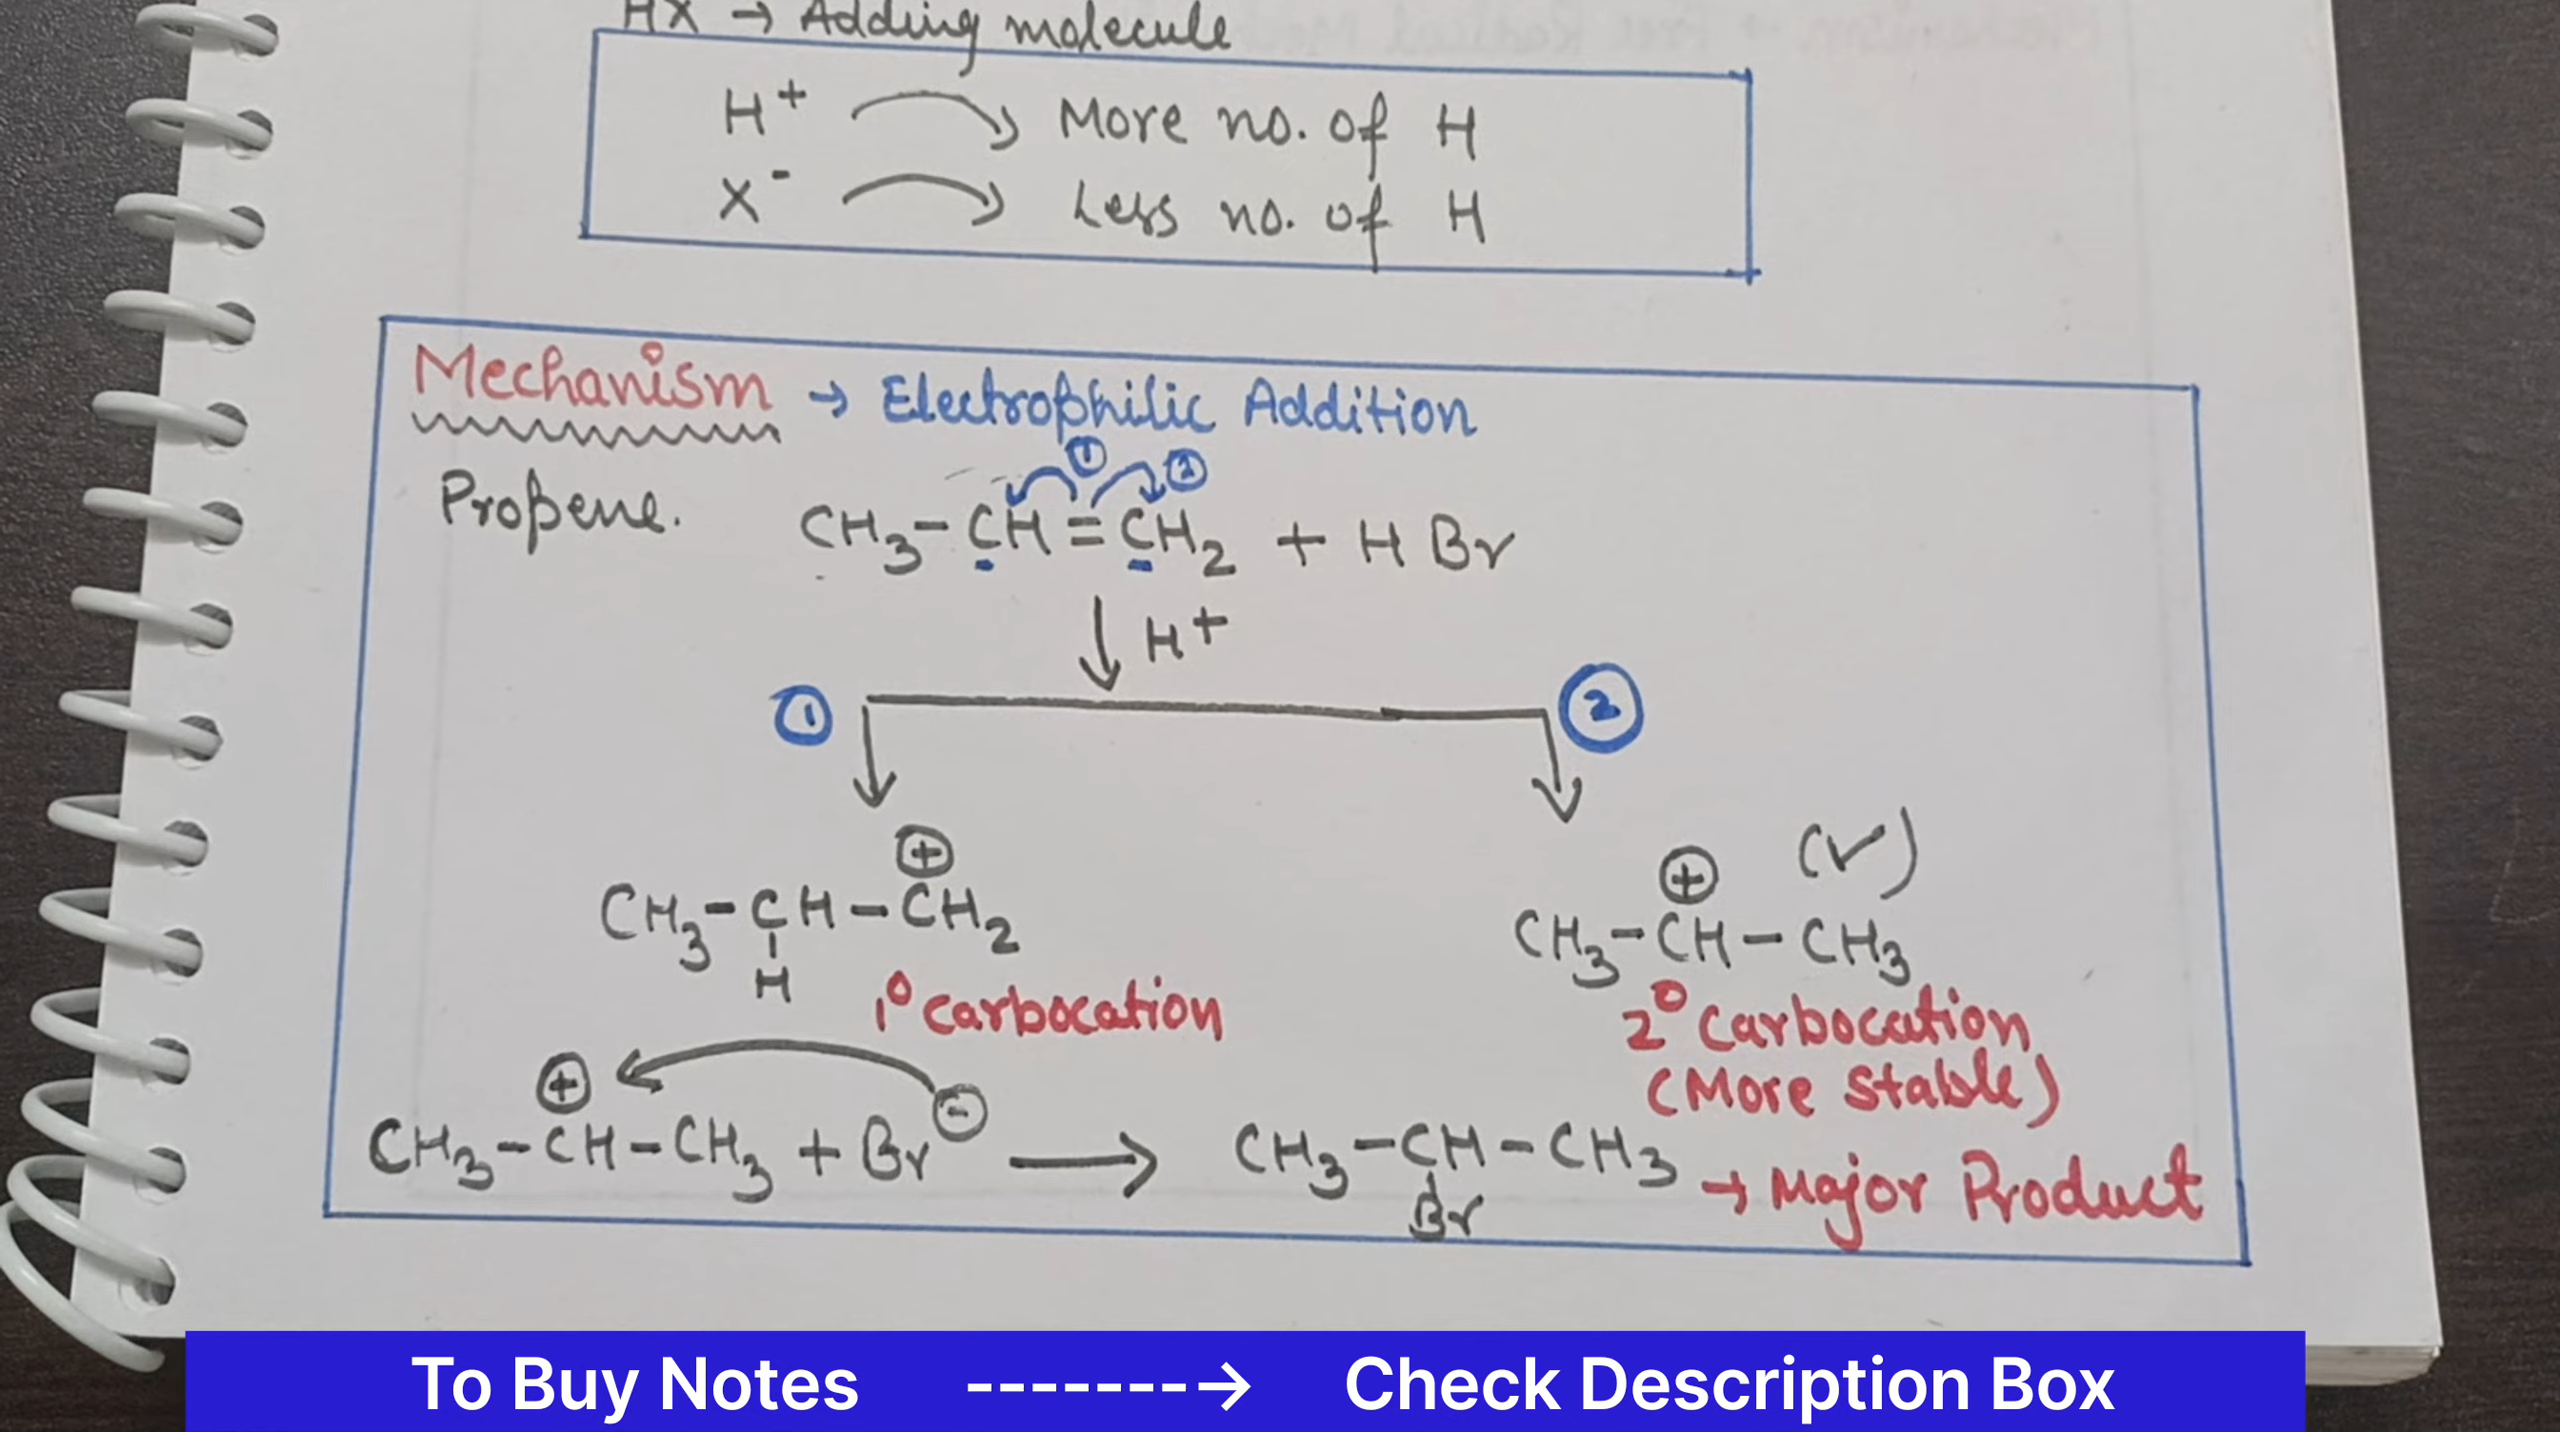 HX → Adding molecule
H⁺ → More no. of H
X⁻ → Less no. of H
Mechanism → Electrophilic Addition
① ②
Propene. CH₃-CH=CH₂ + HBr
↓ H⁺
① ②
⊕ ⊕ (✓)
CH₃-CH-CH₂ CH₃-CH-CH₃
H
1° carbocation 2° carbocation
(More stable)
⊕ ⊖
CH₃-CH-CH₃ + Br → CH₃-CH-CH₃ → Major Product
Br
To Buy Notes -------→ Check Description Box